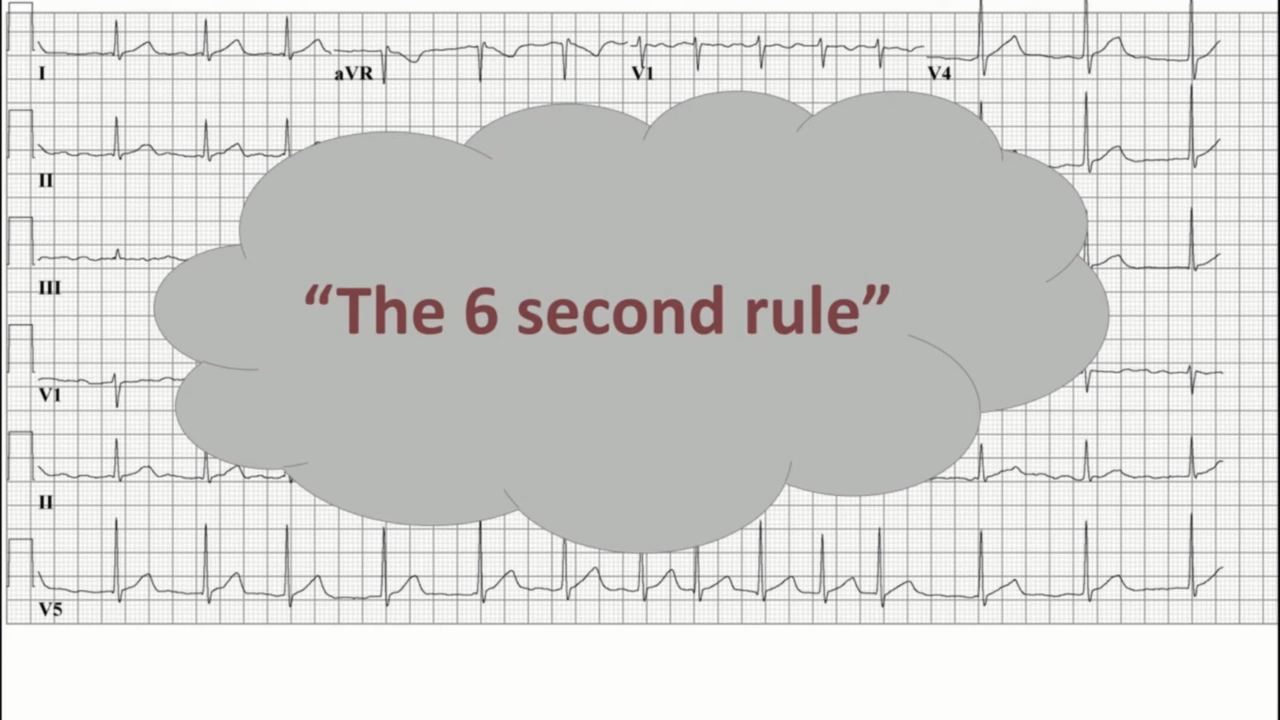 I aVR V1 V4
II
“The 6 second rule”
III
V1
II
V5